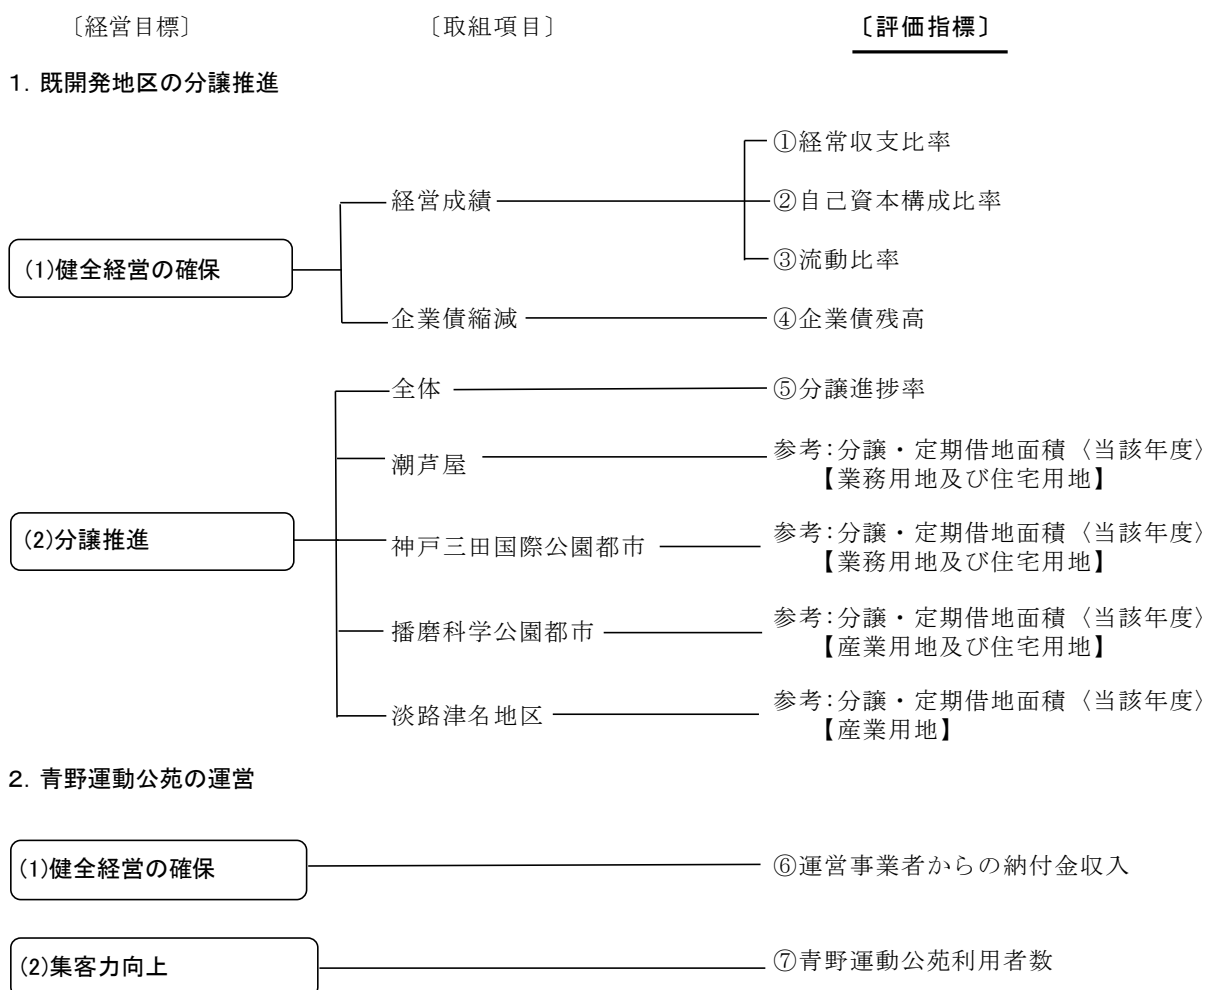 〔経営目標〕 〔取組項目〕 〔評価指標〕
1. 既開発地区の分譲推進
①経常収支比率
経営成績 ②自己資本構成比率
(1)健全経営の確保
③流動比率
企業債縮減 ④企業債残高
全体 ⑤分譲進捗率
潮芦屋 参考:分譲・定期借地面積〈当該年度〉
【業務用地及び住宅用地】
(2)分譲推進
神戸三田国際公園都市 参考:分譲・定期借地面積〈当該年度〉
【業務用地及び住宅用地】
播磨科学公園都市 参考:分譲・定期借地面積〈当該年度〉
【産業用地及び住宅用地】
淡路津名地区 参考:分譲・定期借地面積〈当該年度〉
【産業用地】
2. 青野運動公苑の運営
(1)健全経営の確保 ⑥運営事業者からの納付金収入
(2)集客力向上 ⑦青野運動公苑利用者数